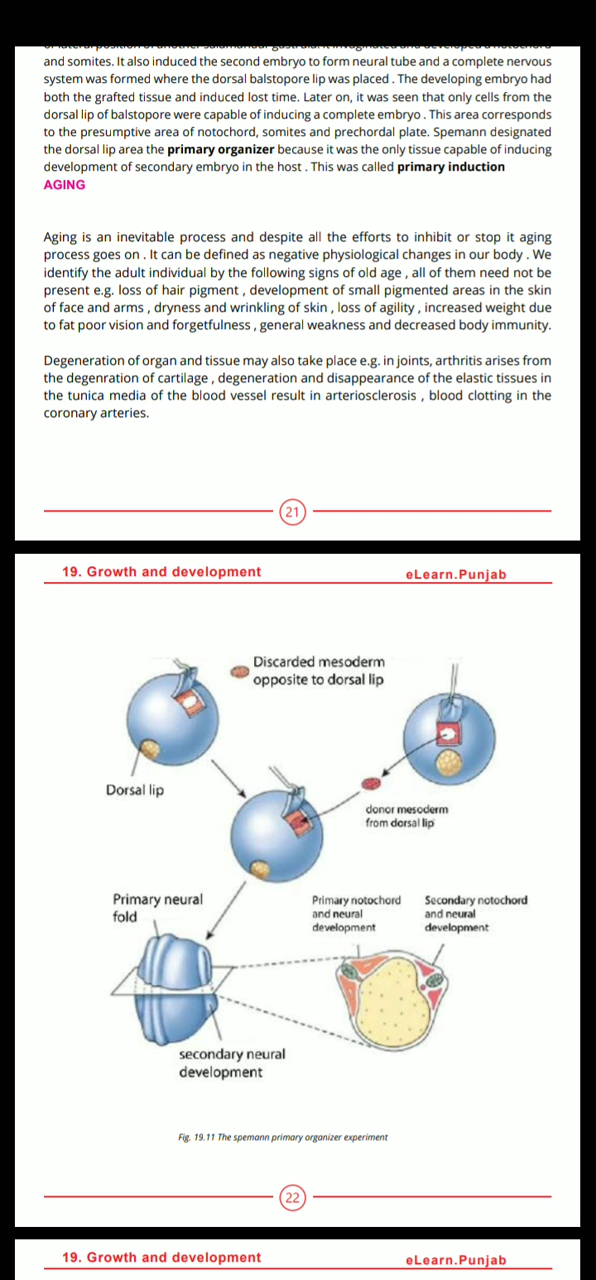 and somites. It also induced the second embryo to form neural tube and a complete nervous
system was formed where the dorsal balstopore lip was placed . The developing embryo had
both the grafted tissue and induced lost time. Later on, it was seen that only cells from the
dorsal lip of balstopore were capable of inducing a complete embryo . This area corresponds
to the presumptive area of notochord, somites and prechordal plate. Spemann designated
the dorsal lip area the primary organizer because it was the only tissue capable of inducing
development of secondary embryo in the host . This was called primary induction
AGING
Aging is an inevitable process and despite all the efforts to inhibit or stop it aging
process goes on . It can be defined as negative physiological changes in our body . We
identify the adult individual by the following signs of old age , all of them need not be
present e.g. loss of hair pigment , development of small pigmented areas in the skin
of face and arms , dryness and wrinkling of skin , loss of agility , increased weight due
to fat poor vision and forgetfulness , general weakness and decreased body immunity.
Degeneration of organ and tissue may also take place e.g. in joints, arthritis arises from
the degenration of cartilage , degeneration and disappearance of the elastic tissues in
the tunica media of the blood vessel result in arteriosclerosis , blood clotting in the
coronary arteries.
21
19. Growth and development eLearn.Punjab
Discarded mesoderm
opposite to dorsal lip
Dorsal lip
donor mesoderm
from dorsal lip
Primary neural
fold
Primary notochord
and neural
development
Secondary notochord
and neural
development
secondary neural
development
Fig. 19.11 The spemann primary organizer experiment
22
19. Growth and development eLearn.Punjab